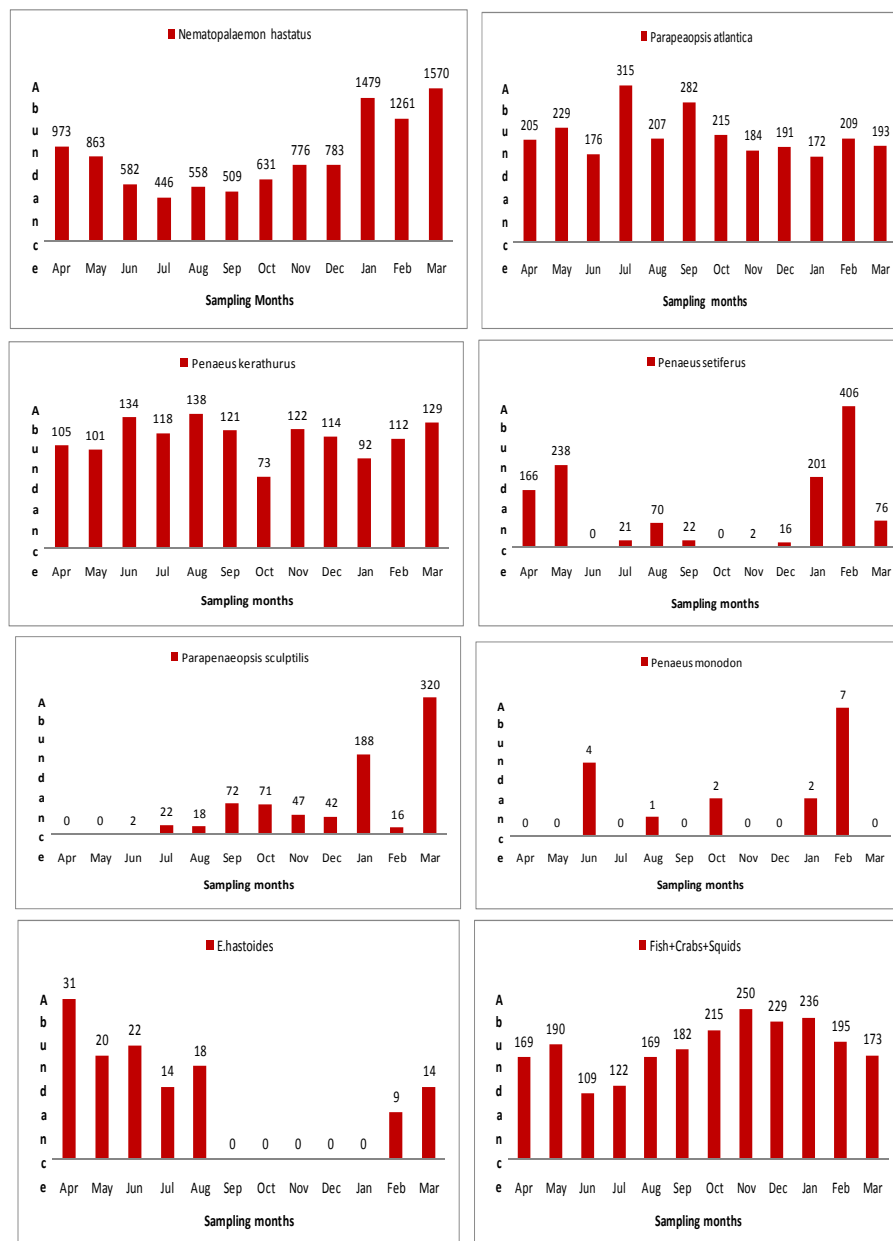 Nematopalaemon hastatus
Abundance
973 863 582 446 558 509 631 776 783 1479 1261 1570
Apr May Jun Jul Aug Sep Oct Nov Dec Jan Feb Mar
Sampling Months
Parapeaopsis atlantica
Abundance
205 229 176 315 207 282 215 184 191 172 209 193
Apr May Jun Jul Aug Sep Oct Nov Dec Jan Feb Mar
Sampling months
Penaeus kerathurus
Abundance
105 101 134 118 138 121 73 122 114 92 112 129
Apr May Jun Jul Aug Sep Oct Nov Dec Jan Feb Mar
Sampling months
Penaeus setiferus
Abundance
166 238 0 21 70 22 0 2 16 201 406 76
Apr May Jun Jul Aug Sep Oct Nov Dec Jan Feb Mar
Sampling months
Parapenaeopsis sculptilis
Abundance
0 0 2 22 18 72 71 47 42 188 16 320
Apr May Jun Jul Aug Sep Oct Nov Dec Jan Feb Mar
Sampling months
Penaeus monodon
Abundance
0 0 4 0 1 0 2 0 0 2 7 0
Apr May Jun Jul Aug Sep Oct Nov Dec Jan Feb Mar
Sampling months
E.hastoides
Abundance
31 20 22 14 18 0 0 0 0 0 9 14
Apr May Jun Jul Aug Sep Oct Nov Dec Jan Feb Mar
Sampling months
Fish+Crabs+Squids
Abundance
169 190 109 122 169 182 215 250 229 236 195 173
Apr May Jun Jul Aug Sep Oct Nov Dec Jan Feb Mar
Sampling months